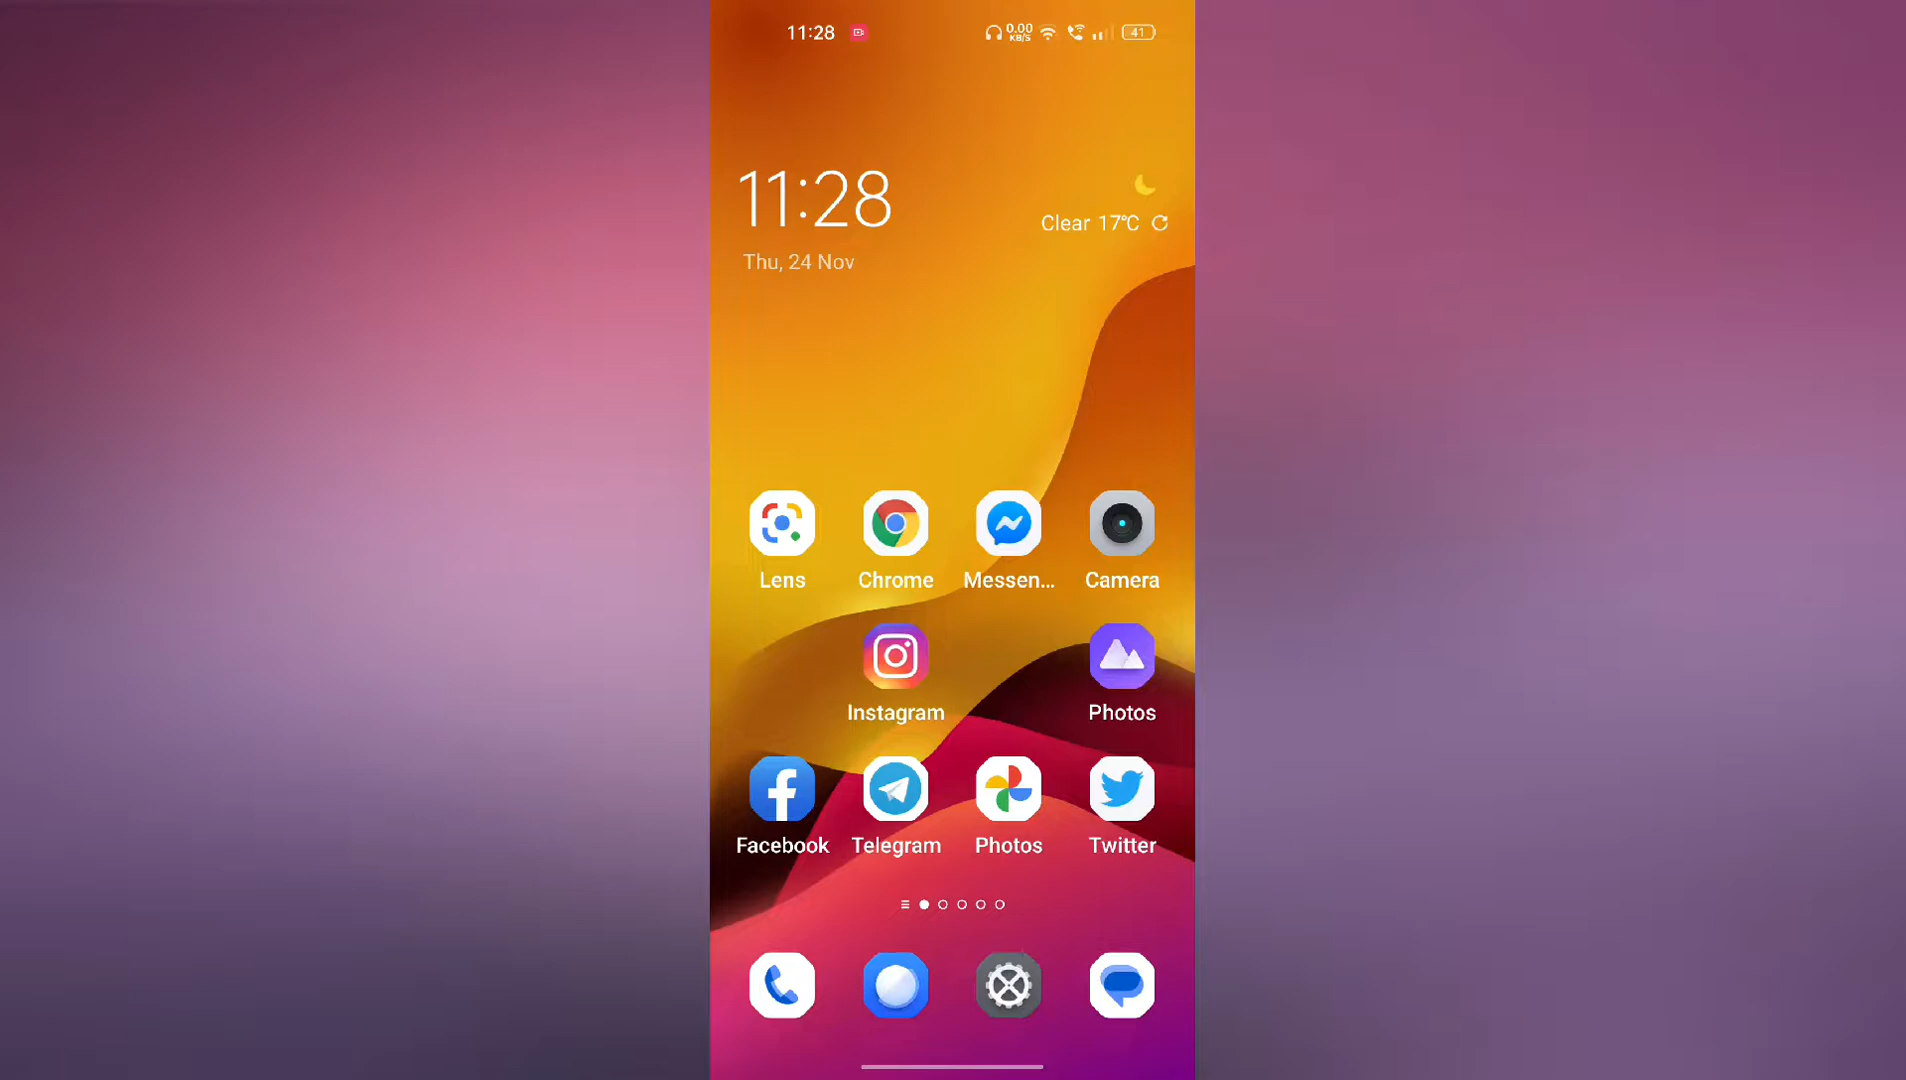 11:28
0.00
KB/S
41
11:28
Clear 17℃
Thu, 24 Nov
Lens Chrome Messen... Camera
Instagram Photos
Facebook Telegram Photos Twitter